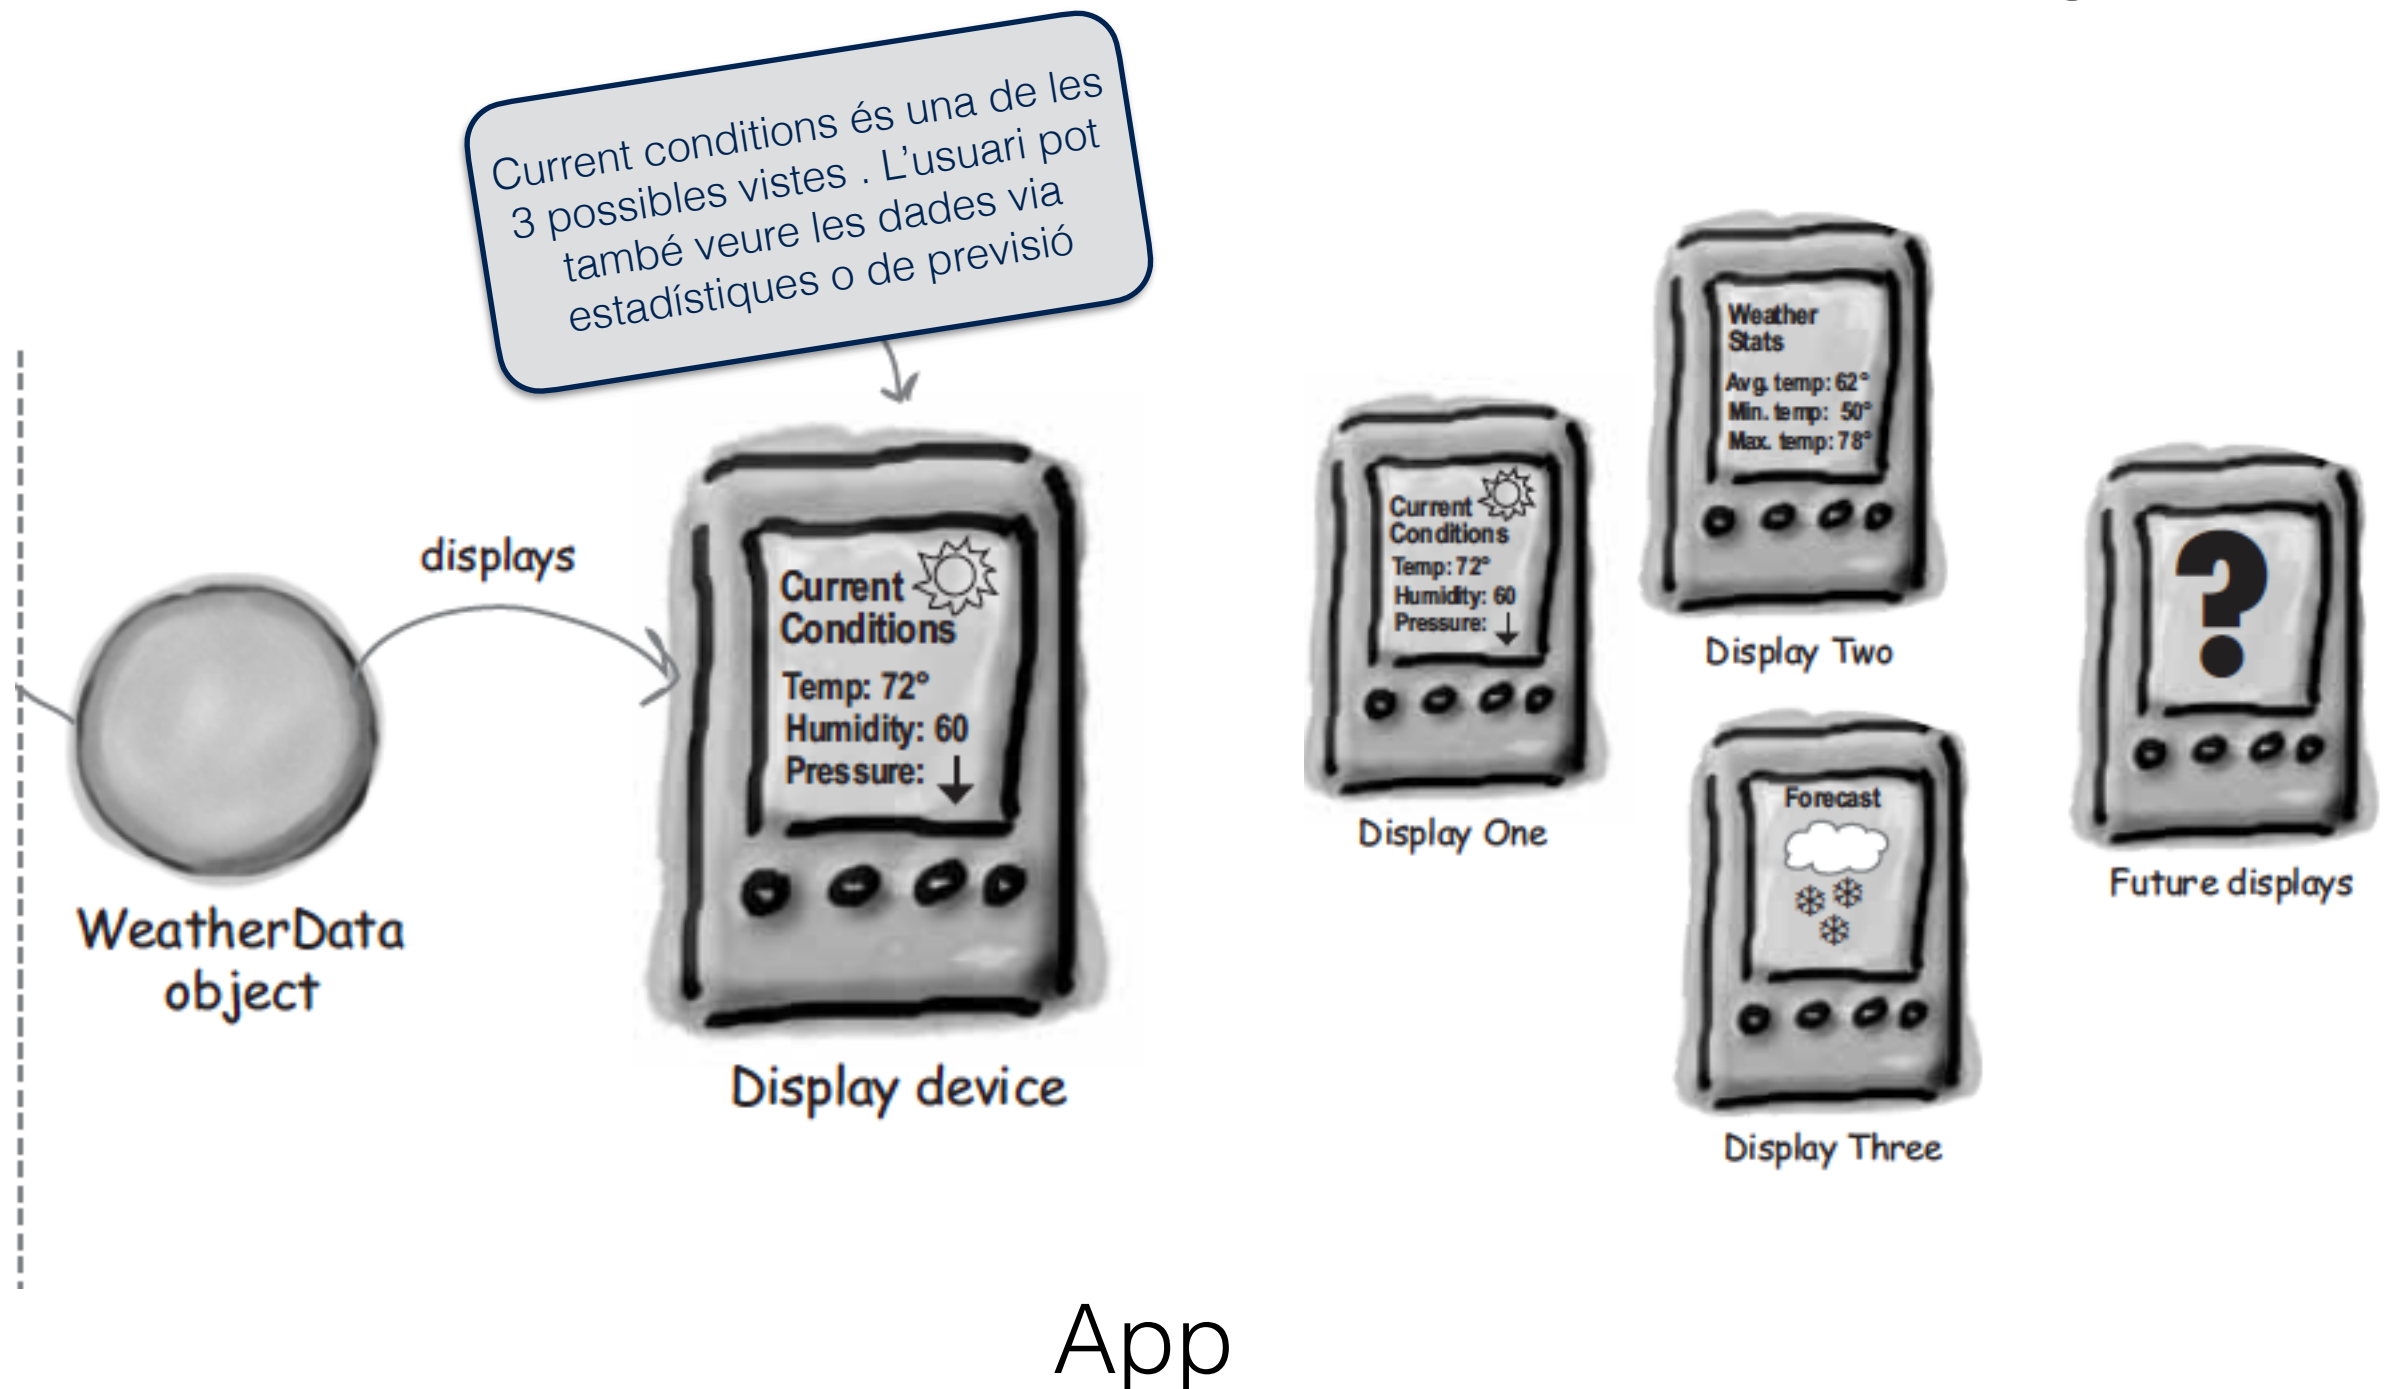 Current conditions és una de les
3 possibles vistes . L'usuari pot
també veure les dades via
estadístiques o de previsió
displays
WeatherData
object
Current
Conditions
Temp: 72°
Humidity: 60
Pressure:
Display device
Current
Conditions
Temp: 72°
Humidity: 60
Pressure:
Display One
Weather
Stats
Avg. temp: 62°
Min. temp: 50°
Max. temp: 78°
Display Two
Forecast
Display Three
?
Future displays
App